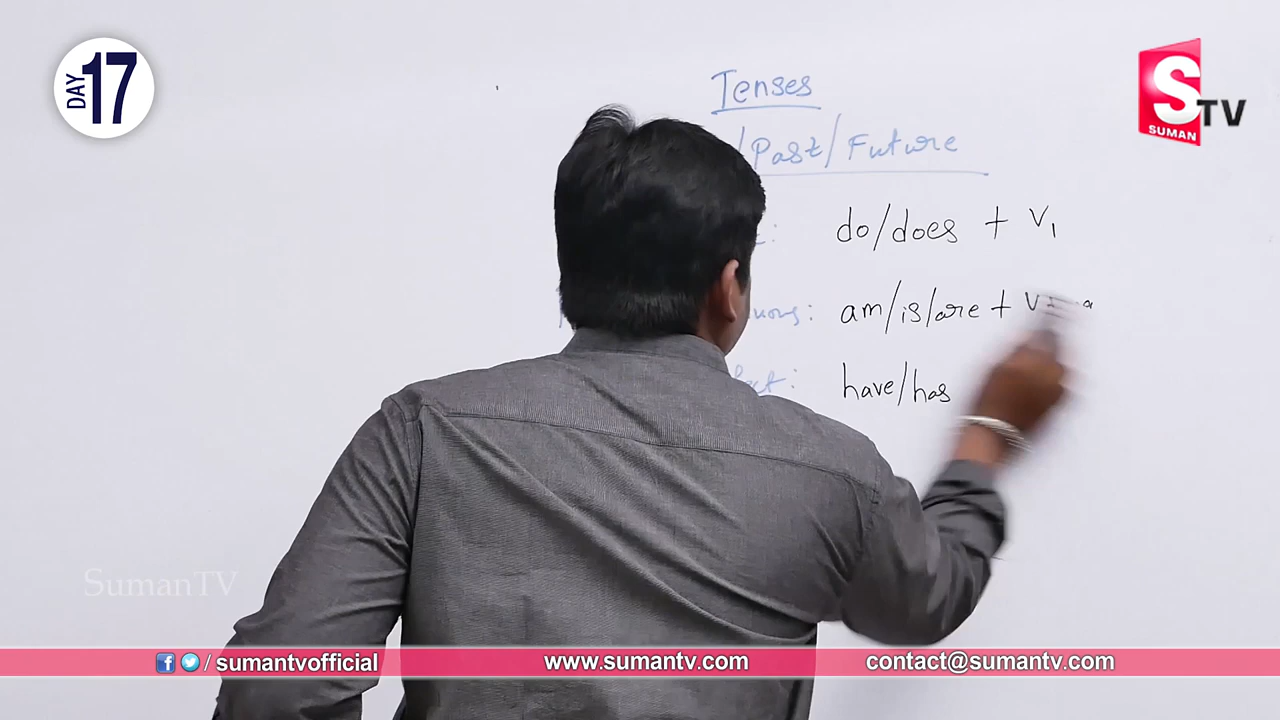 DAY 17
S TV
SUMAN
Tenses
/Past/Future
: do/does + V1
: am/is/are +
: have/has
SumanTV
/ sumantvofficial
www.sumantv.com
contact@sumantv.com